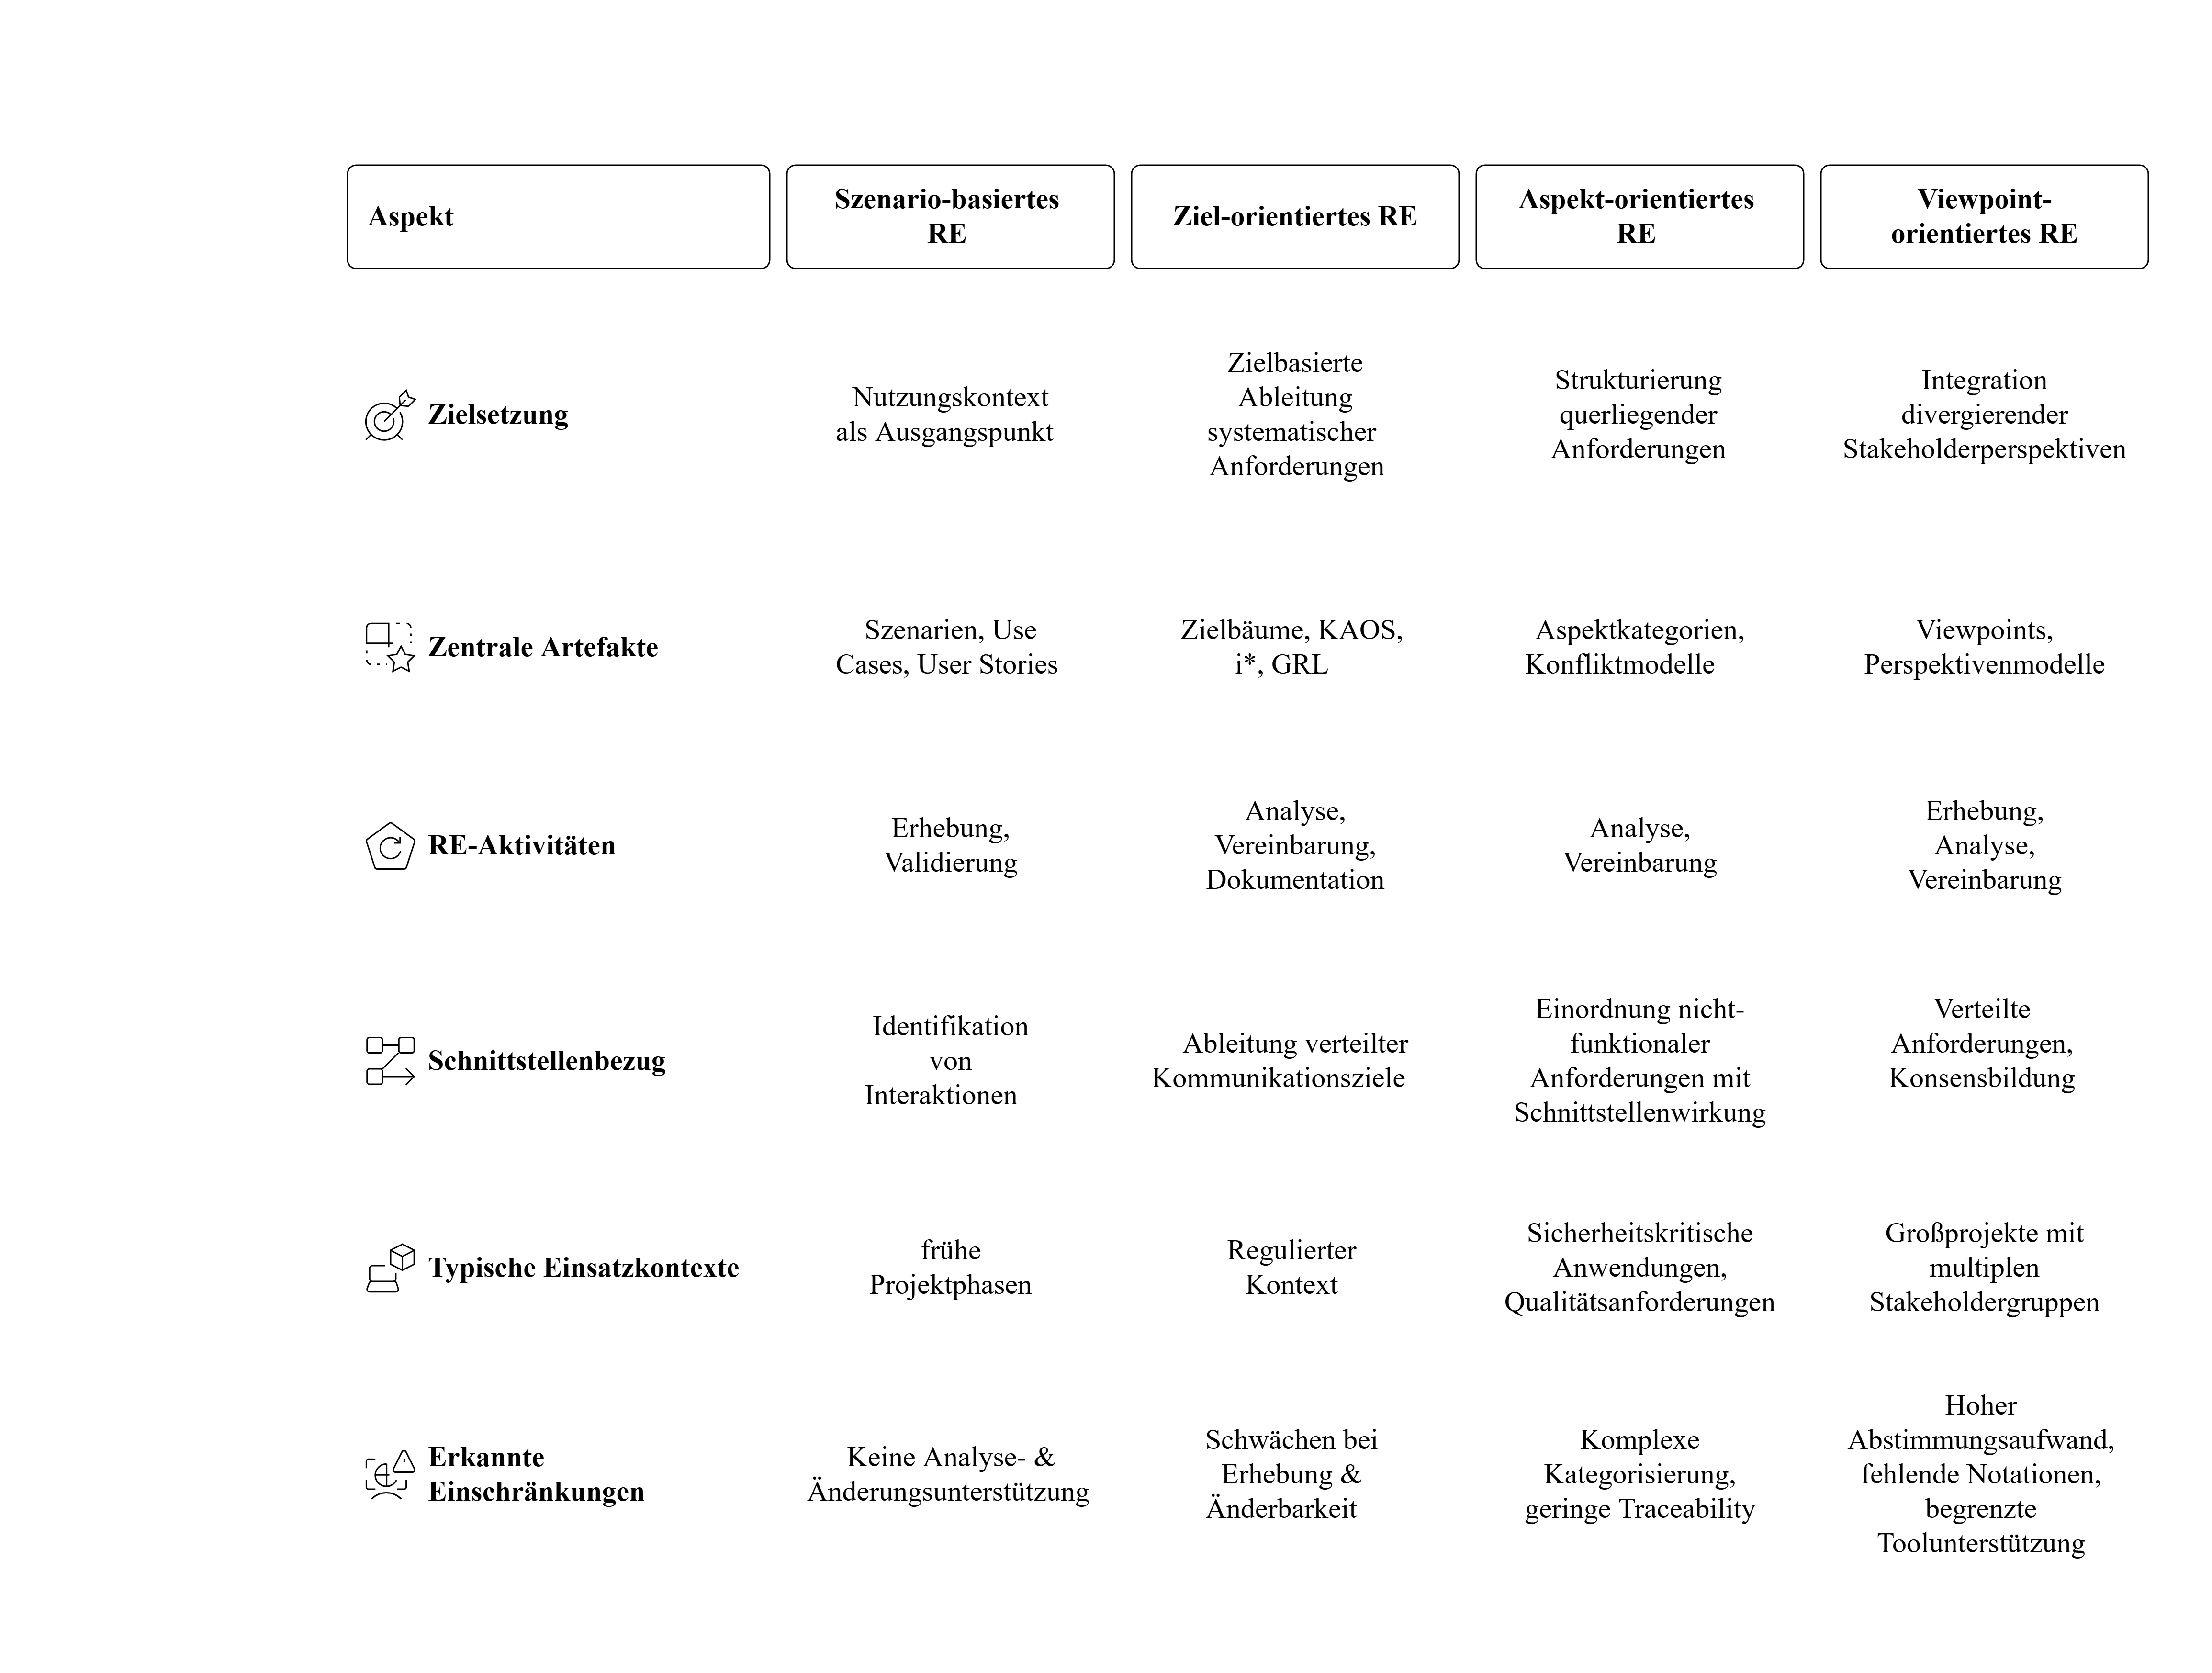 Aspekt
Szenario-basiertes
RE
Ziel-orientiertes RE
Aspekt-orientiertes
RE
Viewpoint-
orientiertes RE
Zielsetzung
Nutzungskontext
als Ausgangspunkt
Zielbasierte
Ableitung
systematischer
Anforderungen
Strukturierung
querliegender
Anforderungen
Integration
divergierender
Stakeholderperspektiven
Zentrale Artefakte
Szenarien, Use
Cases, User Stories
Zielbäume, KAOS,
i*, GRL
Aspektkategorien,
Konfliktmodelle
Viewpoints,
Perspektivenmodelle
RE-Aktivitäten
Erhebung,
Validierung
Analyse,
Vereinbarung,
Dokumentation
Analyse,
Vereinbarung
Erhebung,
Analyse,
Vereinbarung
Schnittstellenbezug
Identifikation
von
Interaktionen
Ableitung verteilter
Kommunikationsziele
Einordnung nicht-
funktionaler
Anforderungen mit
Schnittstellenwirkung
Verteilte
Anforderungen,
Konsensbildung
Typische Einsatzkontexte
frühe
Projektphasen
Regulierter
Kontext
Sicherheitskritische
Anwendungen,
Qualitätsanforderungen
Großprojekte mit
multiplen
Stakeholdergruppen
Erkannte
Einschränkungen
Keine Analyse- &
Änderungsunterstützung
Schwächen bei
Erhebung &
Änderbarkeit
Komplexe
Kategorisierung,
geringe Traceability
Hoher
Abstimmungsaufwand,
fehlende Notationen,
begrenzte
Toolunterstützung